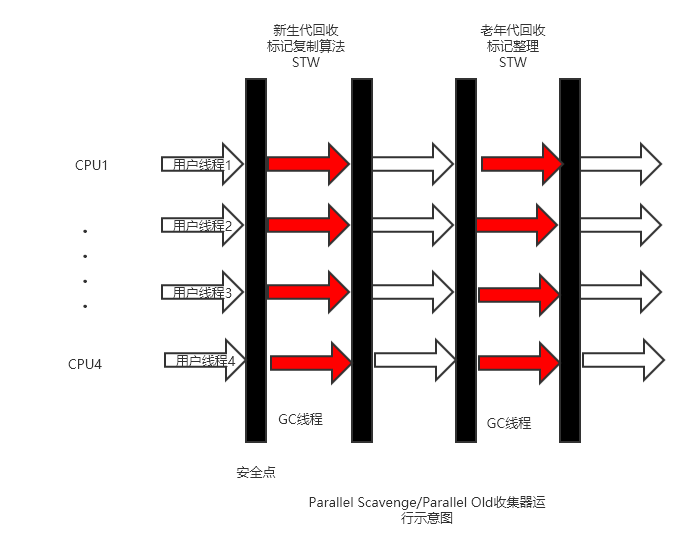 新生代回收
标记复制算法
STW
老年代回收
标记整理
STW
CPU1
用户线程1
用户线程2
用户线程3
CPU4
用户线程4
GC线程
GC线程
安全点
Parallel Scavenge/Parallel Old收集器运
行示意图